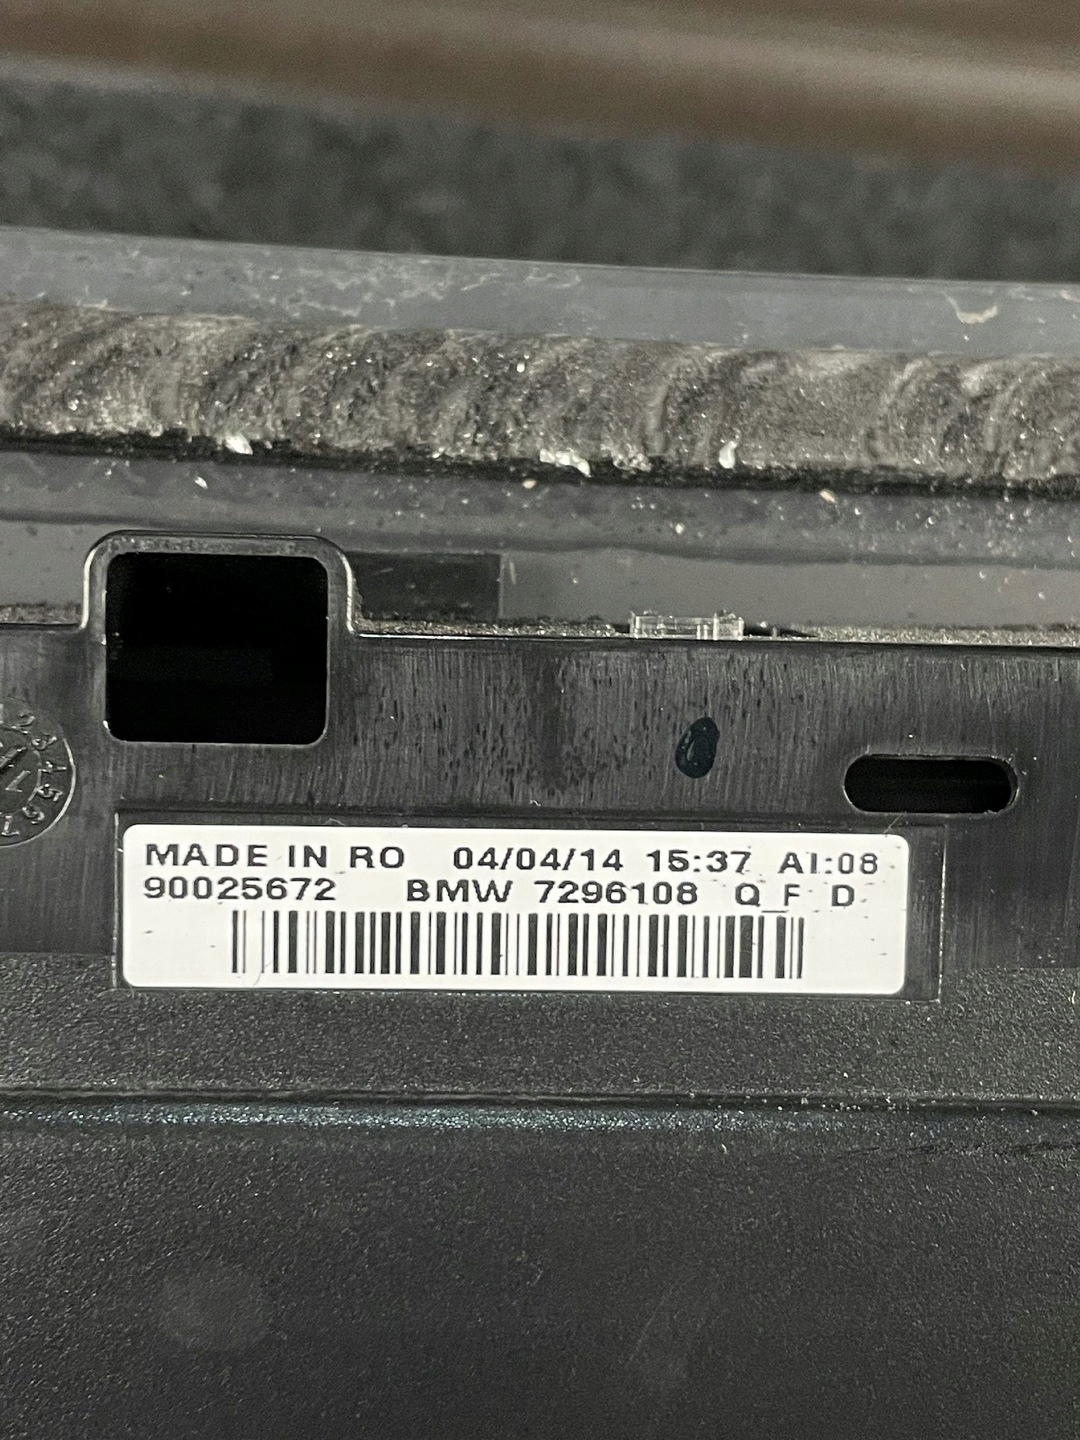 MADE IN RO 04/04/14 15:37 AI:08
90025672 BMW 7296108 Q_F D